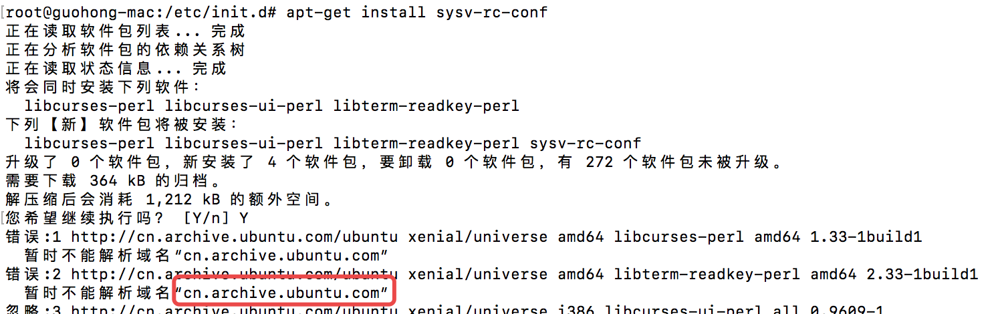 [root@guohong-mac:/etc/init.d# apt-get install sysv-rc-conf
正在读取软件包列表... 完成
正在分析软件包的依赖关系树
正在读取状态信息... 完成
将会同时安装下列软件：
  libcurses-perl libcurses-ui-perl libterm-readkey-perl
下列【新】软件包将被安装：
  libcurses-perl libcurses-ui-perl libterm-readkey-perl sysv-rc-conf
升级了 0 个软件包，新安装了 4 个软件包，要卸载 0 个软件包，有 272 个软件包未被升级。
需要下载 364 kB 的归档。
解压缩后会消耗 1,212 kB 的额外空间。
[您希望继续执行吗？ [Y/n] Y
错误:1 http://cn.archive.ubuntu.com/ubuntu xenial/universe amd64 libcurses-perl amd64 1.33-1build1
  暂时不能解析域名“cn.archive.ubuntu.com”
错误:2 http://cn.archive.ubuntu.com/ubuntu xenial/universe amd64 libterm-readkey-perl amd64 2.33-1build1
  暂时不能解析域名“cn.archive.ubuntu.com”
忽略:3 http://cn.archive.ubuntu.com/ubuntu xenial/universe i386 libcurses-ui-perl all 0.9609-1